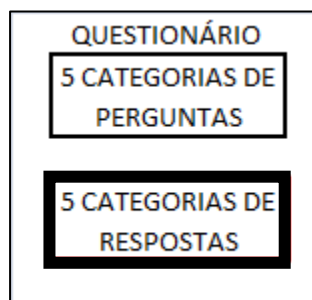 QUESTIONÁRIO
5 CATEGORIAS DE
PERGUNTAS
5 CATEGORIAS DE
RESPOSTAS